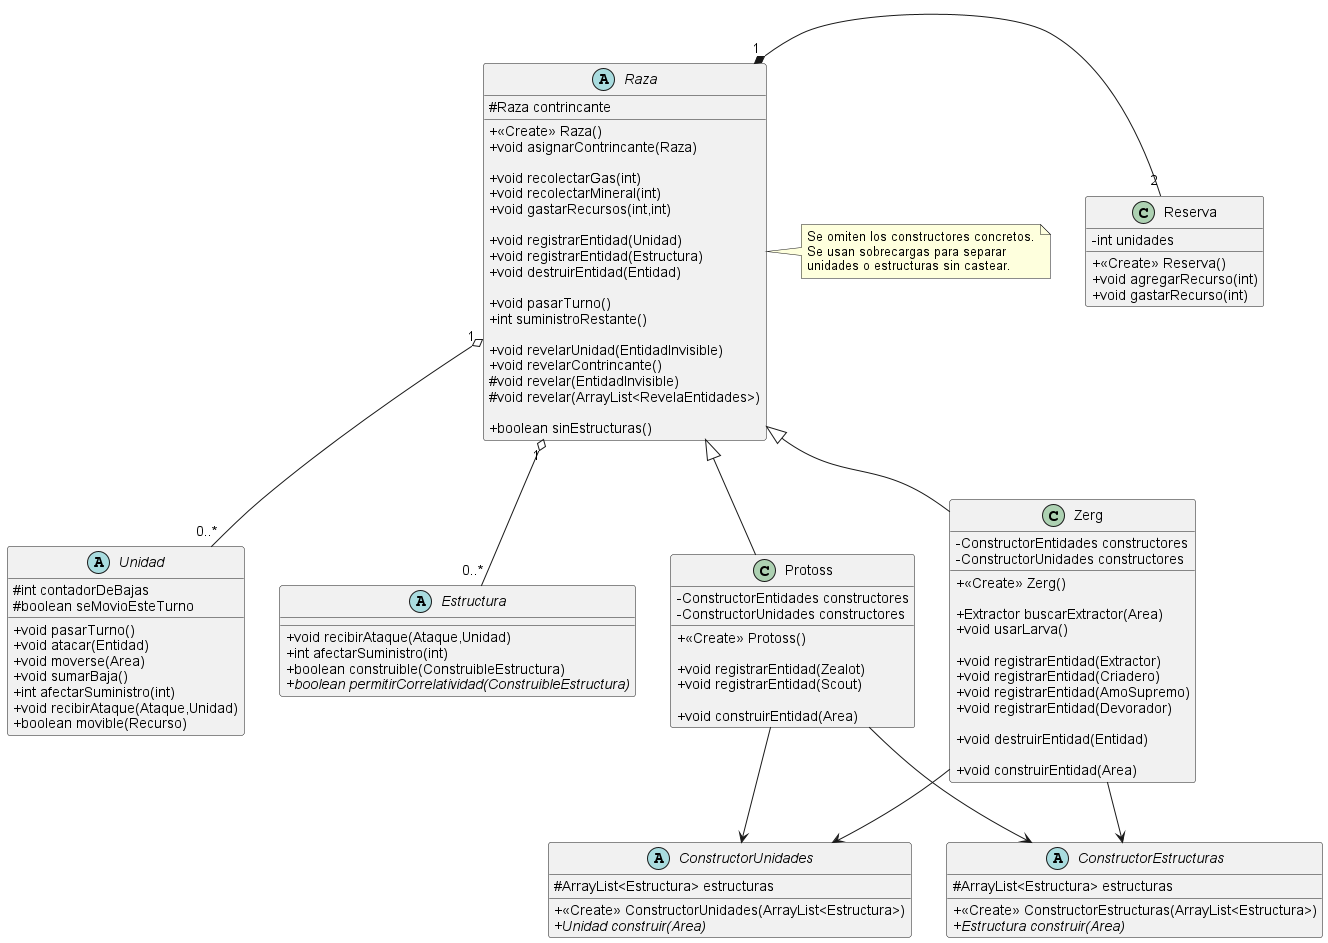 1
A Raza
#Raza contrincante
+«Create» Raza()
+void asignarContrincante(Raza)
+void recolectarGas(int)
+void recolectarMineral(int)
+void gastarRecursos(int,int)
+void registrarEntidad(Unidad)
+void registrarEntidad(Estructura)
+void destruirEntidad(Entidad)
+void pasarTurno()
+int suministroRestante()
+void revelarUnidad(EntidadInvisible)
+void revelarContrincante()
#void revelar(EntidadInvisible)
#void revelar(ArrayList<RevelaEntidades>)
+boolean sinEstructuras()
Se omiten los constructores concretos.
Se usan sobrecargas para separar
unidades o estructuras sin castear.
2
C Reserva
-int unidades
+«Create» Reserva()
+void agregarRecurso(int)
+void gastarRecurso(int)
1
1
0..*
0..*
A Unidad
#int contadorDeBajas
#boolean seMovioEsteTurno
+void pasarTurno()
+void atacar(Entidad)
+void moverse(Area)
+void sumarBaja()
+int afectarSuministro(int)
+void recibirAtaque(Ataque,Unidad)
+boolean movible(Recurso)
A Estructura
+void recibirAtaque(Ataque,Unidad)
+int afectarSuministro(int)
+boolean construible(ConstruibleEstructura)
+boolean permitirCorrelatividad(ConstruibleEstructura)
C Protoss
-ConstructorEntidades constructores
-ConstructorUnidades constructores
+«Create» Protoss()
+void registrarEntidad(Zealot)
+void registrarEntidad(Scout)
+void construirEntidad(Area)
C Zerg
-ConstructorEntidades constructores
-ConstructorUnidades constructores
+«Create» Zerg()
+Extractor buscarExtractor(Area)
+void usarLarva()
+void registrarEntidad(Extractor)
+void registrarEntidad(Criadero)
+void registrarEntidad(AmoSupremo)
+void registrarEntidad(Devorador)
+void destruirEntidad(Entidad)
+void construirEntidad(Area)
A ConstructorUnidades
#ArrayList<Estructura> estructuras
+«Create» ConstructorUnidades(ArrayList<Estructura>)
+Unidad construir(Area)
A ConstructorEstructuras
#ArrayList<Estructura> estructuras
+«Create» ConstructorEstructuras(ArrayList<Estructura>)
+Estructura construir(Area)